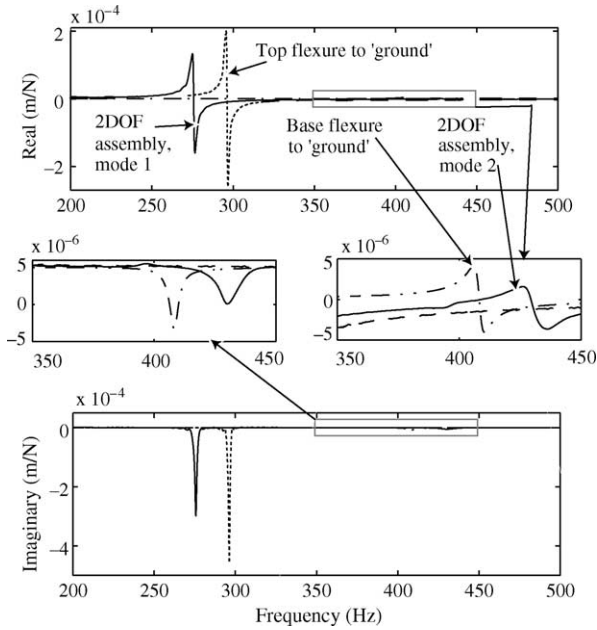 x 10⁻⁴
2
0
−2
Real (m/N)
Top flexure to 'ground'
2DOF
assembly,
mode 1
Base flexure
to 'ground'
2DOF
assembly,
mode 2
200 250 300 350 400 450 500
x 10⁻⁶
5
0
−5
350 400 450
x 10⁻⁶
5
0
−5
350 400 450
x 10⁻⁴
0
−2
−4
Imaginary (m/N)
200 250 300 350 400 450 500
Frequency (Hz)